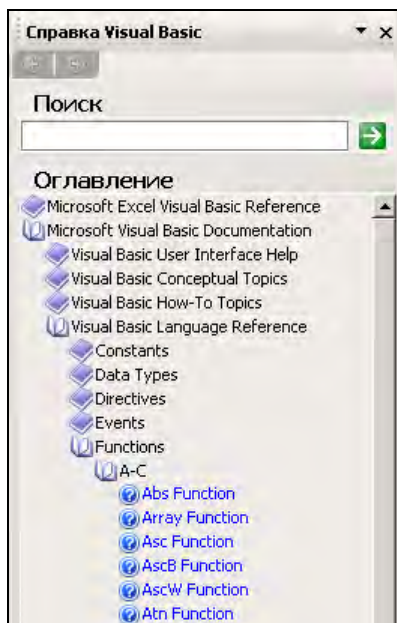 Справка Visual Basic
Поиск
Оглавление
Microsoft Excel Visual Basic Reference
Microsoft Visual Basic Documentation
Visual Basic User Interface Help
Visual Basic Conceptual Topics
Visual Basic How-To Topics
Visual Basic Language Reference
Constants
Data Types
Directives
Events
Functions
A-C
Abs Function
Array Function
Asc Function
AscB Function
AscW Function
Atn Function